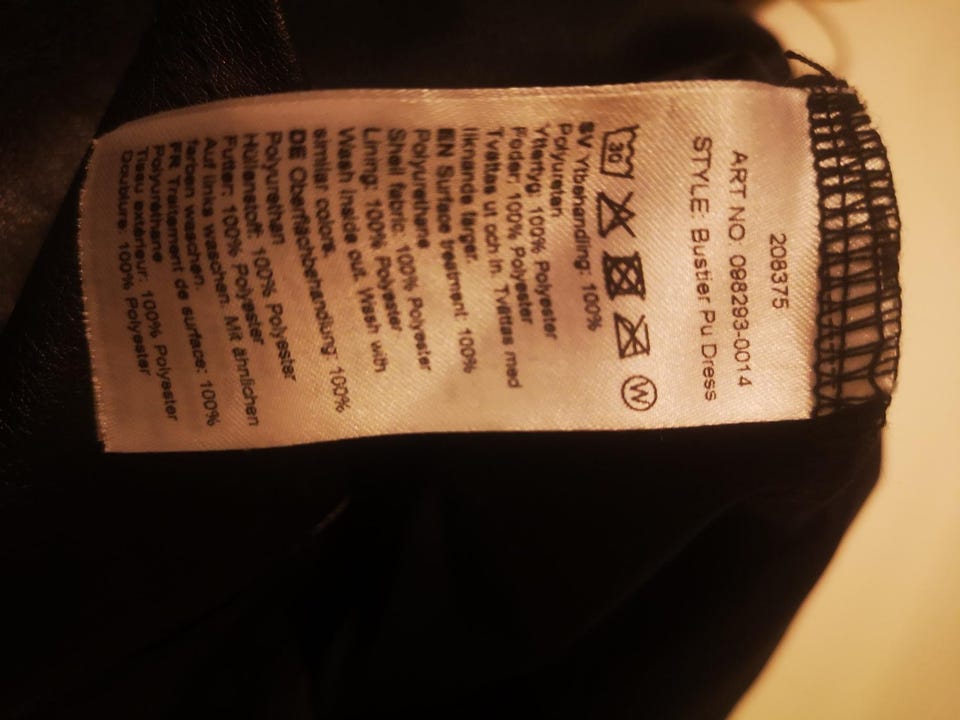 208375
ART NO: 098293-0014
STYLE: Bustier Pu Dress
30 W
SV Ytbehandling: 100%
Polyuretan
Yttertyg: 100% Polyester
Foder: 100% Polyester
Tvättas ut och in. Tvättas med
liknande färger.
EN Surface treatment: 100%
Polyurethane
Shell fabric: 100% Polyester
Lining: 100% Polyester
Wash inside out. Wash with
similar colors.
DE Oberflächbehandlung: 100%
Polyurethan
Hüllenstoff: 100% Polyester
Futter: 100% Polyester
Auf links waschen. Mit ähnlichen
farben waschen.
FR Traitement de surface: 100%
Polyuréthane
Tissu extérieur: 100% Polyester
Doublure: 100% Polyester